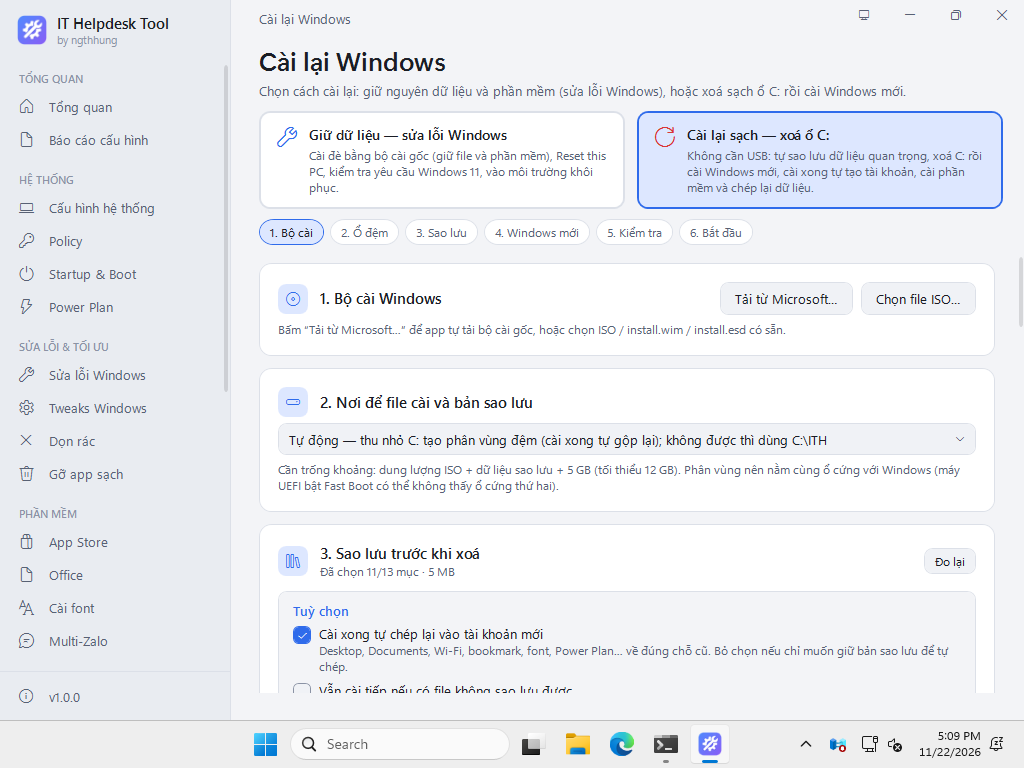 IT Helpdesk Tool
by ngthhung
TỔNG QUAN
Tổng quan
Báo cáo cấu hình
HỆ THỐNG
Cấu hình hệ thống
Policy
Startup & Boot
Power Plan
SỬA LỖI & TỐI ƯU
Sửa lỗi Windows
Tweaks Windows
Dọn rác
Gỡ app sạch
PHẦN MỀM
App Store
Office
Cài font
Multi-Zalo
v1.0.0
Cài lại Windows
Cài lại Windows
Chọn cách cài lại: giữ nguyên dữ liệu và phần mềm (sửa lỗi Windows), hoặc xoá sạch ổ C: rồi cài Windows mới.
Giữ dữ liệu — sửa lỗi Windows
Cài đè bằng bộ cài gốc (giữ file và phần mềm), Reset this
PC, kiểm tra yêu cầu Windows 11, vào môi trường khôi
phục.
Cài lại sạch — xoá ổ C:
Không cần USB: tự sao lưu dữ liệu quan trọng, xoá C: rồi
cài Windows mới, cài xong tự tạo tài khoản, cài phần
mềm và chép lại dữ liệu.
1. Bộ cài
2. Ổ đệm
3. Sao lưu
4. Windows mới
5. Kiểm tra
6. Bắt đầu
1. Bộ cài Windows
Tải từ Microsoft...
Chọn file ISO...
Bấm “Tải từ Microsoft...” để app tự tải bộ cài gốc, hoặc chọn ISO / install.wim / install.esd có sẵn.
2. Nơi để file cài và bản sao lưu
Tự động — thu nhỏ C: tạo phân vùng đệm (cài xong tự gộp lại); không được thì dùng C:\ITH
Cần trống khoảng: dung lượng ISO + dữ liệu sao lưu + 5 GB (tối thiểu 12 GB). Phân vùng nên nằm cùng ổ cứng với Windows (máy
UEFI bật Fast Boot có thể không thấy ổ cứng thứ hai).
3. Sao lưu trước khi xoá
Đã chọn 11/13 mục · 5 MB
Đo lại
Tuỳ chọn
Cài xong tự chép lại vào tài khoản mới
Desktop, Documents, Wi-Fi, bookmark, font, Power Plan... về đúng chỗ cũ. Bỏ chọn nếu chỉ muốn giữ bản sao lưu để tự
chép.
Vẫn cài tiếp nếu có file không sao lưu được
Search
5:09 PM
11/22/2026